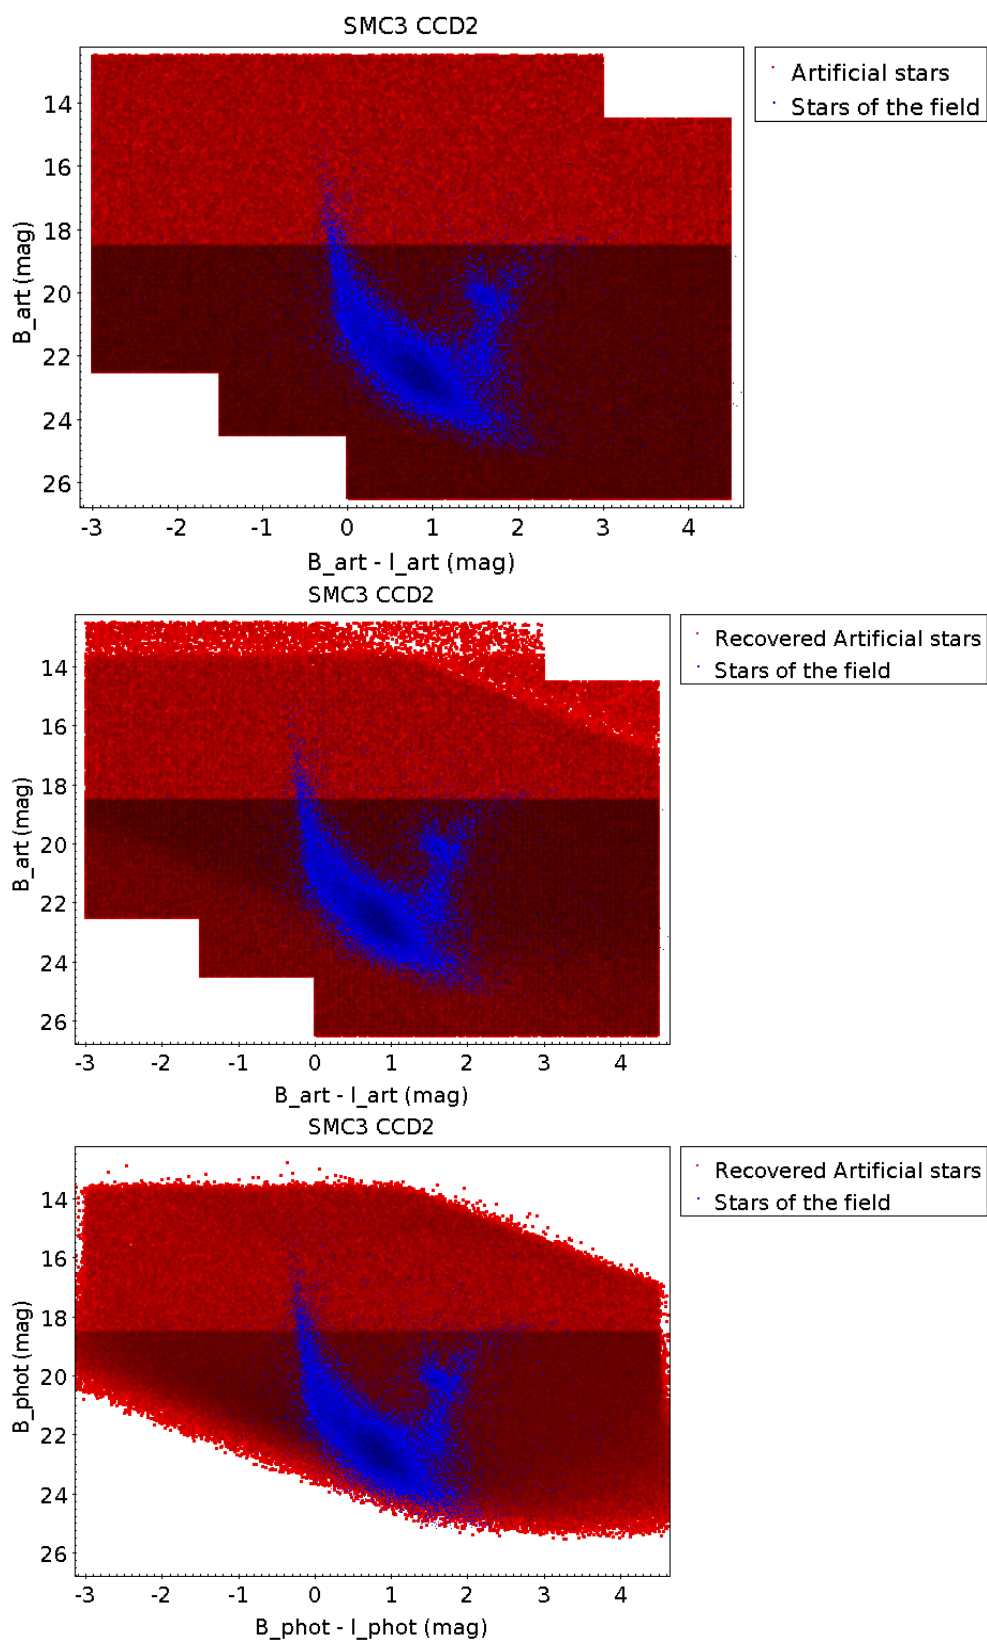 SMC3 CCD2
Artificial stars
Stars of the field
14
16
18
20
22
24
26
B_art (mag)
-3 -2 -1 0 1 2 3 4
B_art - I_art (mag)
SMC3 CCD2
Recovered Artificial stars
Stars of the field
14
16
18
20
22
24
26
B_art (mag)
-3 -2 -1 0 1 2 3 4
B_art - I_art (mag)
SMC3 CCD2
Recovered Artificial stars
Stars of the field
14
16
18
20
22
24
26
B_phot (mag)
-3 -2 -1 0 1 2 3 4
B_phot - I_phot (mag)